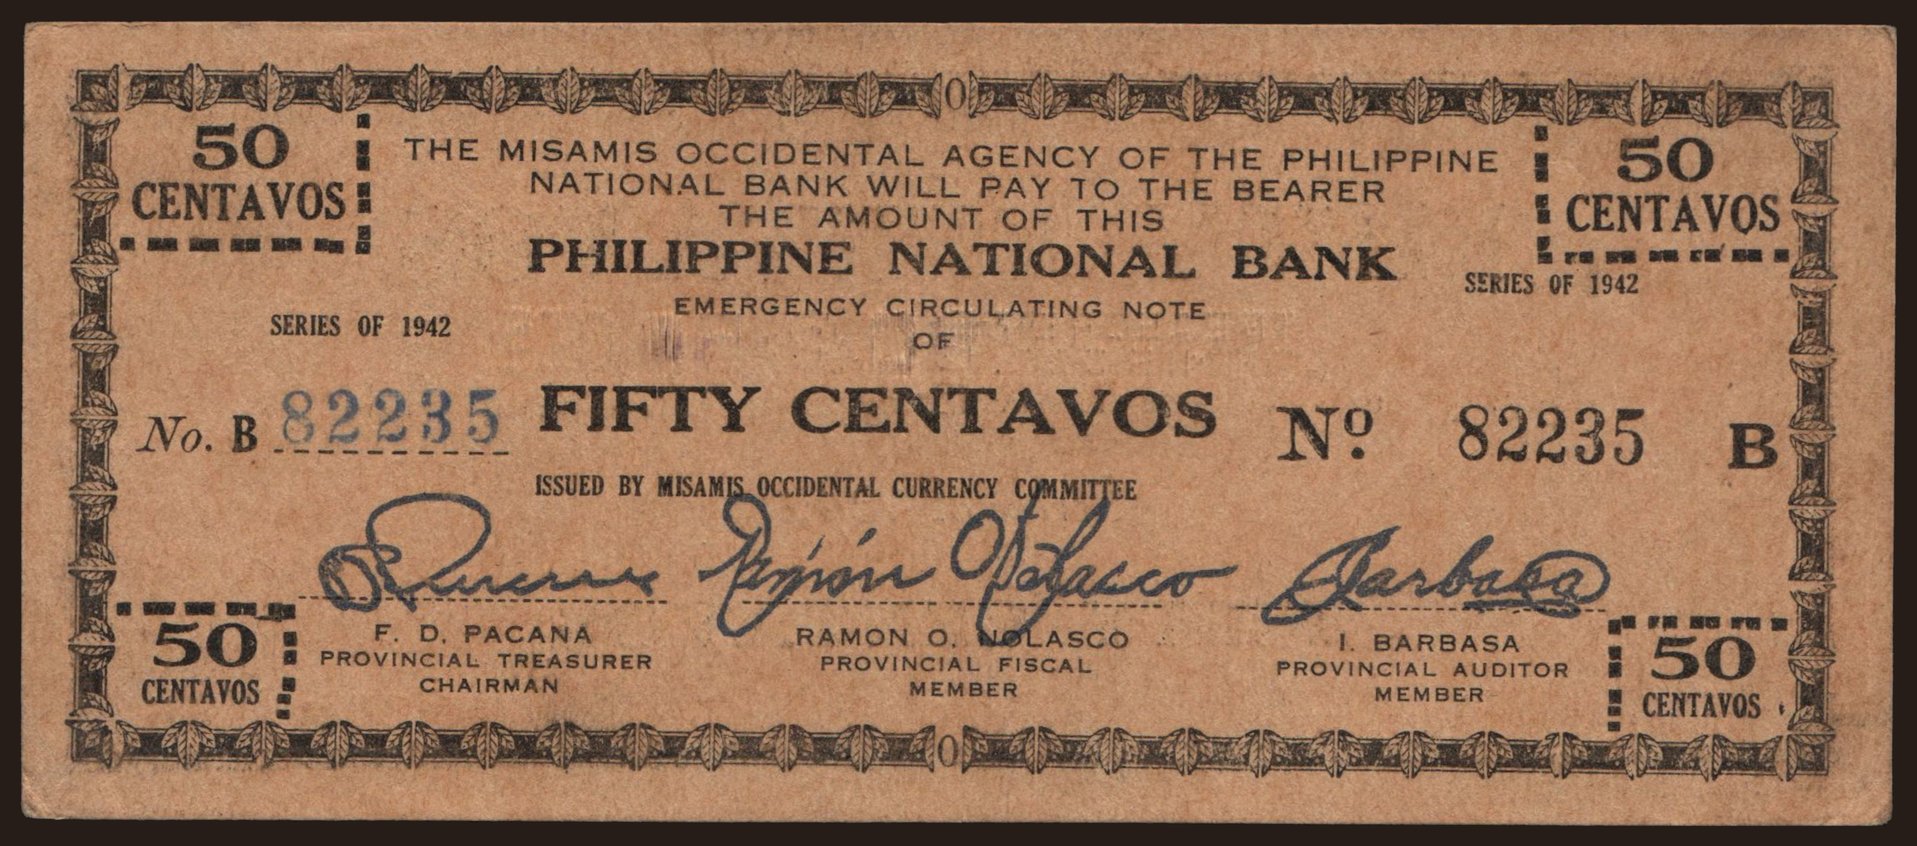 50
CENTAVOS
THE MISAMIS OCCIDENTAL AGENCY OF THE PHILIPPINE
NATIONAL BANK WILL PAY TO THE BEARER
THE AMOUNT OF THIS
PHILIPPINE NATIONAL BANK
EMERGENCY CIRCULATING NOTE
OF
50
CENTAVOS
SERIES OF 1942
SERIES OF 1942
No. B 82235
FIFTY CENTAVOS
Nº 82235 B
ISSUED BY MISAMIS OCCIDENTAL CURRENCY COMMITTEE
Ramón O. Nolasco
Barbasa
F. D. PACANA
PROVINCIAL TREASURER
CHAIRMAN
RAMON O. NOLASCO
PROVINCIAL FISCAL
MEMBER
I. BARBASA
PROVINCIAL AUDITOR
MEMBER
50
CENTAVOS
50
CENTAVOS